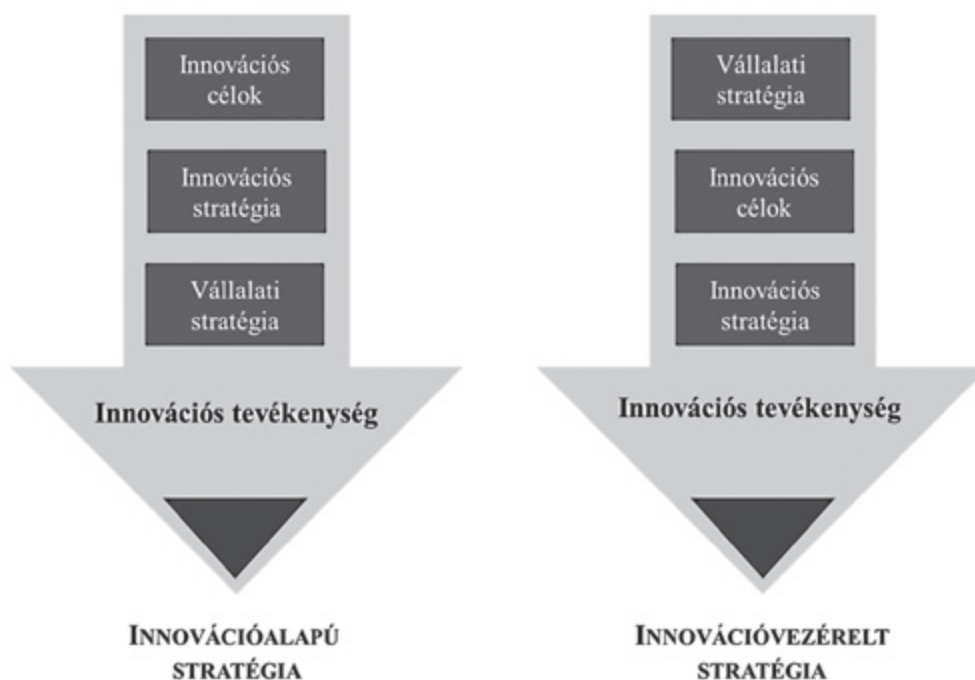 Innovációs
célok
Innovációs
stratégia
Vállalati
stratégia
Innovációs tevékenység
INNOVÁCIÓALAPÚ
STRATÉGIA
Vállalati
stratégia
Innovációs
célok
Innovációs
stratégia
Innovációs tevékenység
INNOVÁCIÓVEZÉRELT
STRATÉGIA